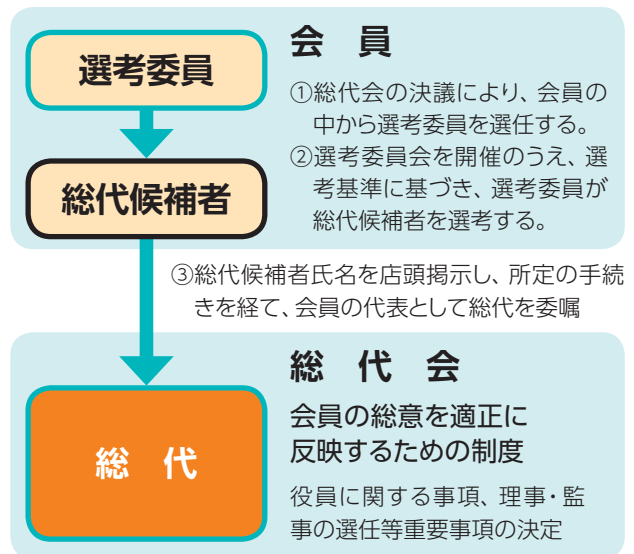 選考委員
総代候補者
会 員
①総代会の決議により、会員の
中から選考委員を選任する。
②選考委員会を開催のうえ、選
考基準に基づき、選考委員が
総代候補者を選考する。
③総代候補者氏名を店頭掲示し、所定の手続
きを経て、会員の代表として総代を委嘱
総 代
総 代 会
会員の総意を適正に
反映するための制度
役員に関する事項、理事・監
事の選任等重要事項の決定